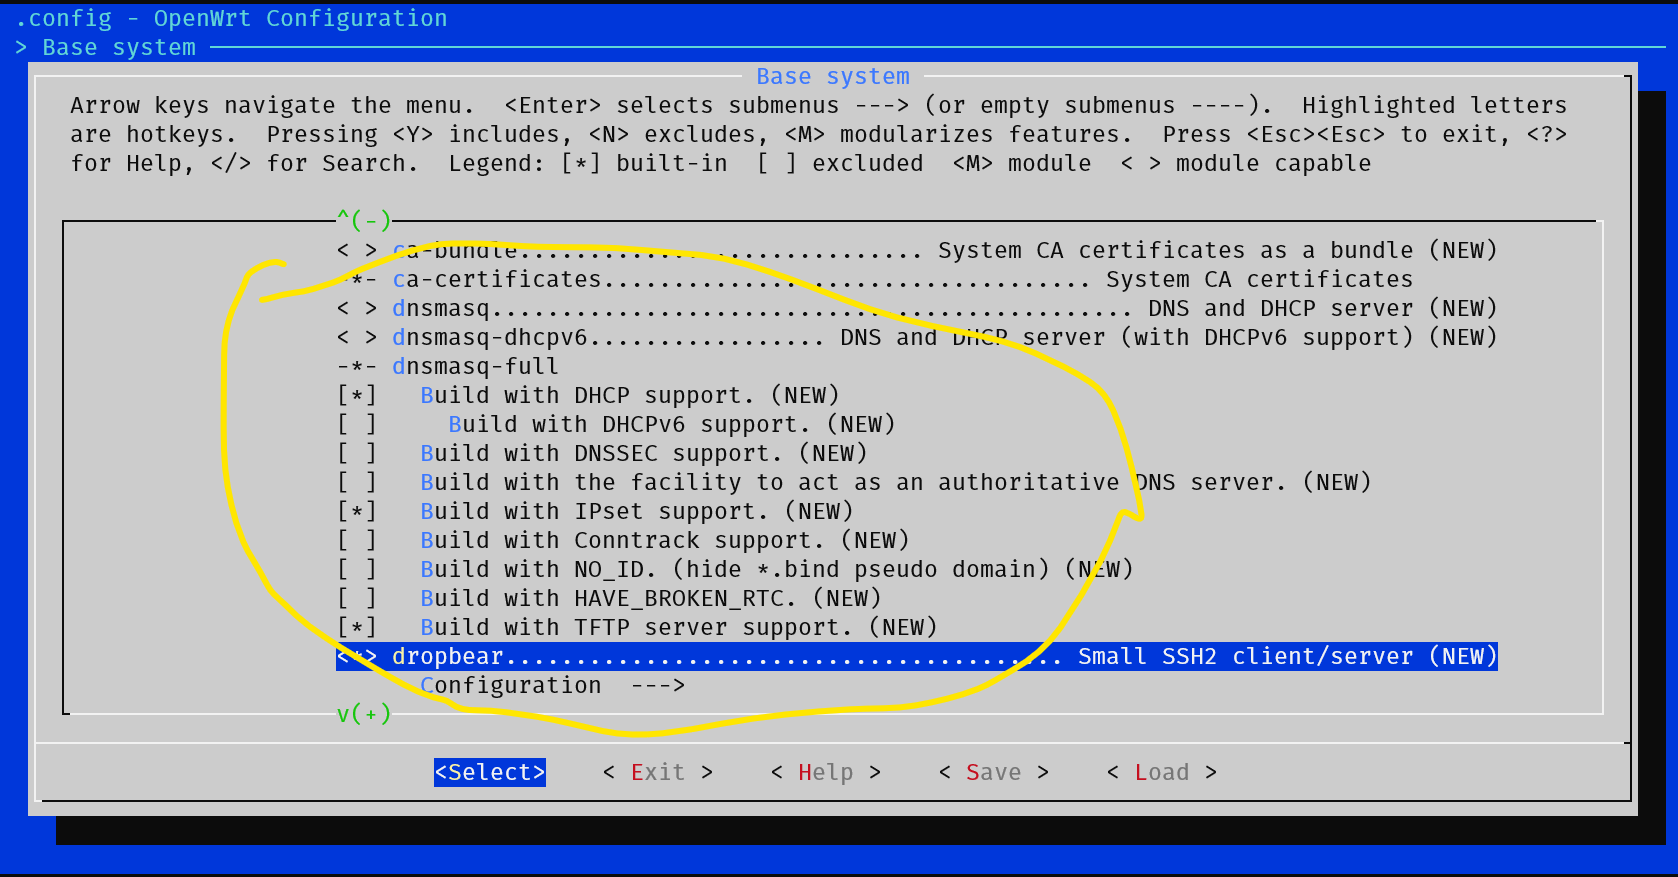 .config - OpenWrt Configuration
> Base system
Base system
Arrow keys navigate the menu.  <Enter> selects submenus ---> (or empty submenus ----).  Highlighted letters
are hotkeys.  Pressing <Y> includes, <N> excludes, <M> modularizes features.  Press <Esc><Esc> to exit, <?>
for Help, </> for Search.  Legend: [*] built-in  [ ] excluded  <M> module  < > module capable
^(-)
< > ca-bundle............................. System CA certificates as a bundle (NEW)
-*- ca-certificates................................... System CA certificates
< > dnsmasq.............................................. DNS and DHCP server (NEW)
< > dnsmasq-dhcpv6................. DNS and DHCP server (with DHCPv6 support) (NEW)
-*- dnsmasq-full
[*]   Build with DHCP support. (NEW)
[ ]     Build with DHCPv6 support. (NEW)
[ ]   Build with DNSSEC support. (NEW)
[ ]   Build with the facility to act as an authoritative DNS server. (NEW)
[*]   Build with IPset support. (NEW)
[ ]   Build with Conntrack support. (NEW)
[ ]   Build with NO_ID. (hide *.bind pseudo domain) (NEW)
[ ]   Build with HAVE_BROKEN_RTC. (NEW)
[*]   Build with TFTP server support. (NEW)
<*> dropbear........................................ Small SSH2 client/server (NEW)
Configuration  --->
v(+)
<Select>    < Exit >    < Help >    < Save >    < Load >